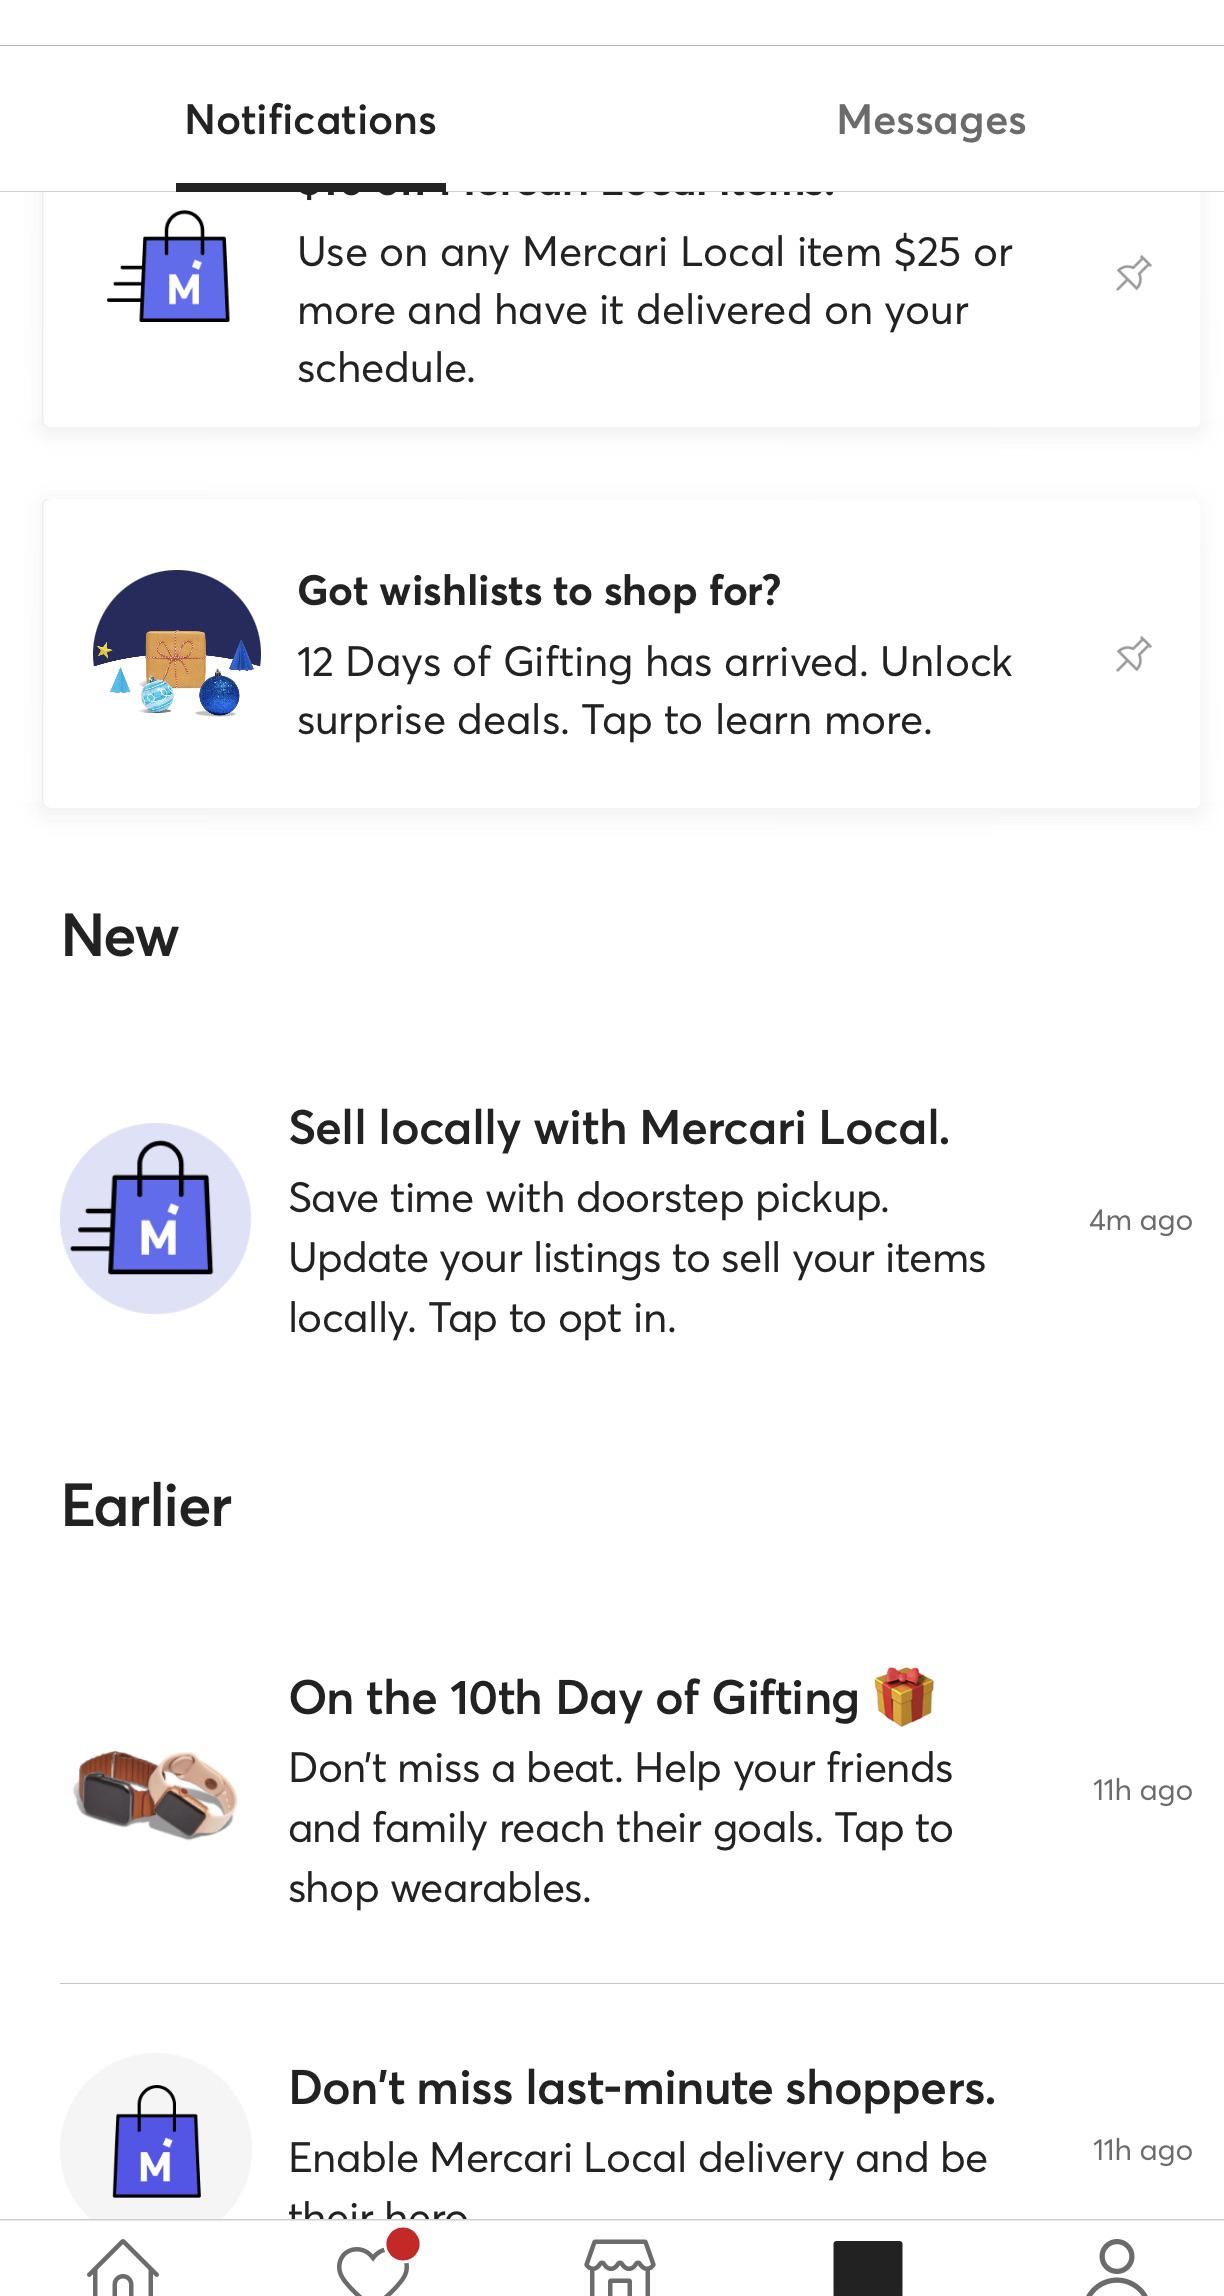 Notifications
Messages
Use on any Mercari Local item $25 or
more and have it delivered on your
schedule.
Got wishlists to shop for?
12 Days of Gifting has arrived. Unlock
surprise deals. Tap to learn more.
New
Sell locally with Mercari Local.
Save time with doorstep pickup.
Update your listings to sell your items
locally. Tap to opt in.
4m ago
Earlier
On the 10th Day of Gifting 🎁
Don't miss a beat. Help your friends
and family reach their goals. Tap to
shop wearables.
11h ago
Don't miss last-minute shoppers.
Enable Mercari Local delivery and be
their hero
11h ago